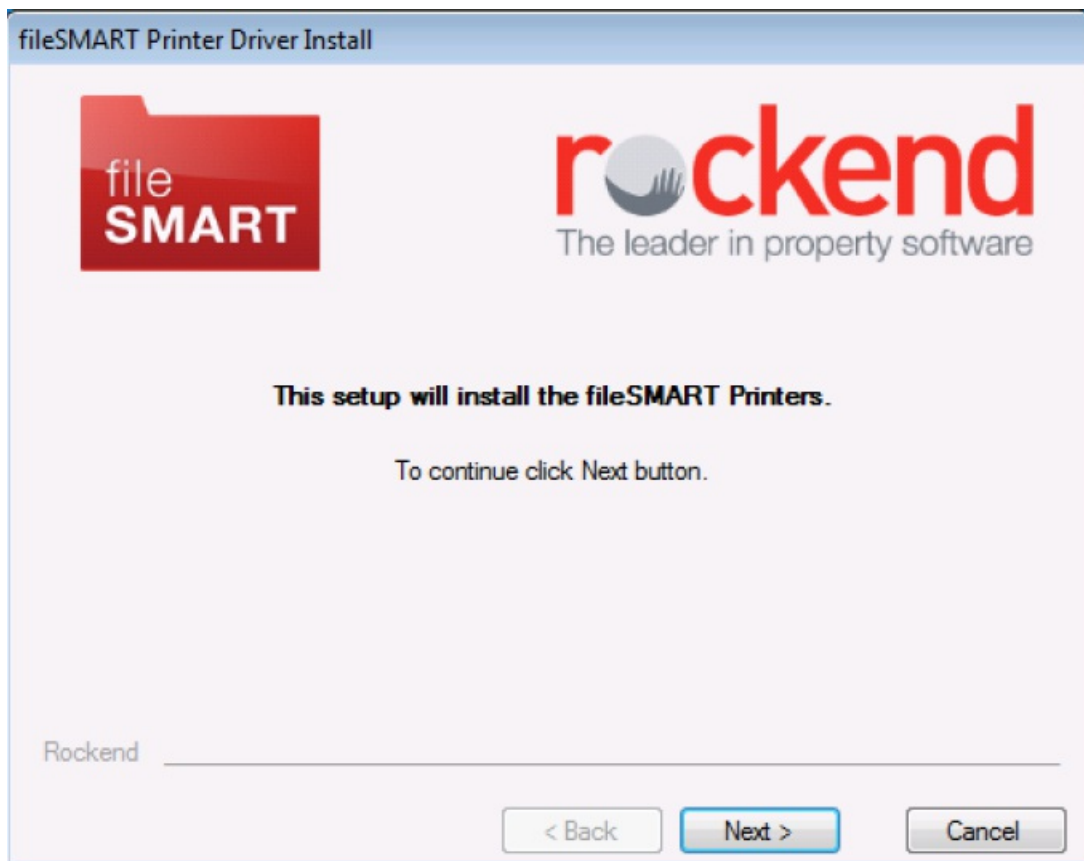 fileSMART Printer Driver Install
file
SMART
rockend
The leader in property software
This setup will install the fileSMART Printers.
To continue click Next button.
Rockend
< Back
Next >
Cancel